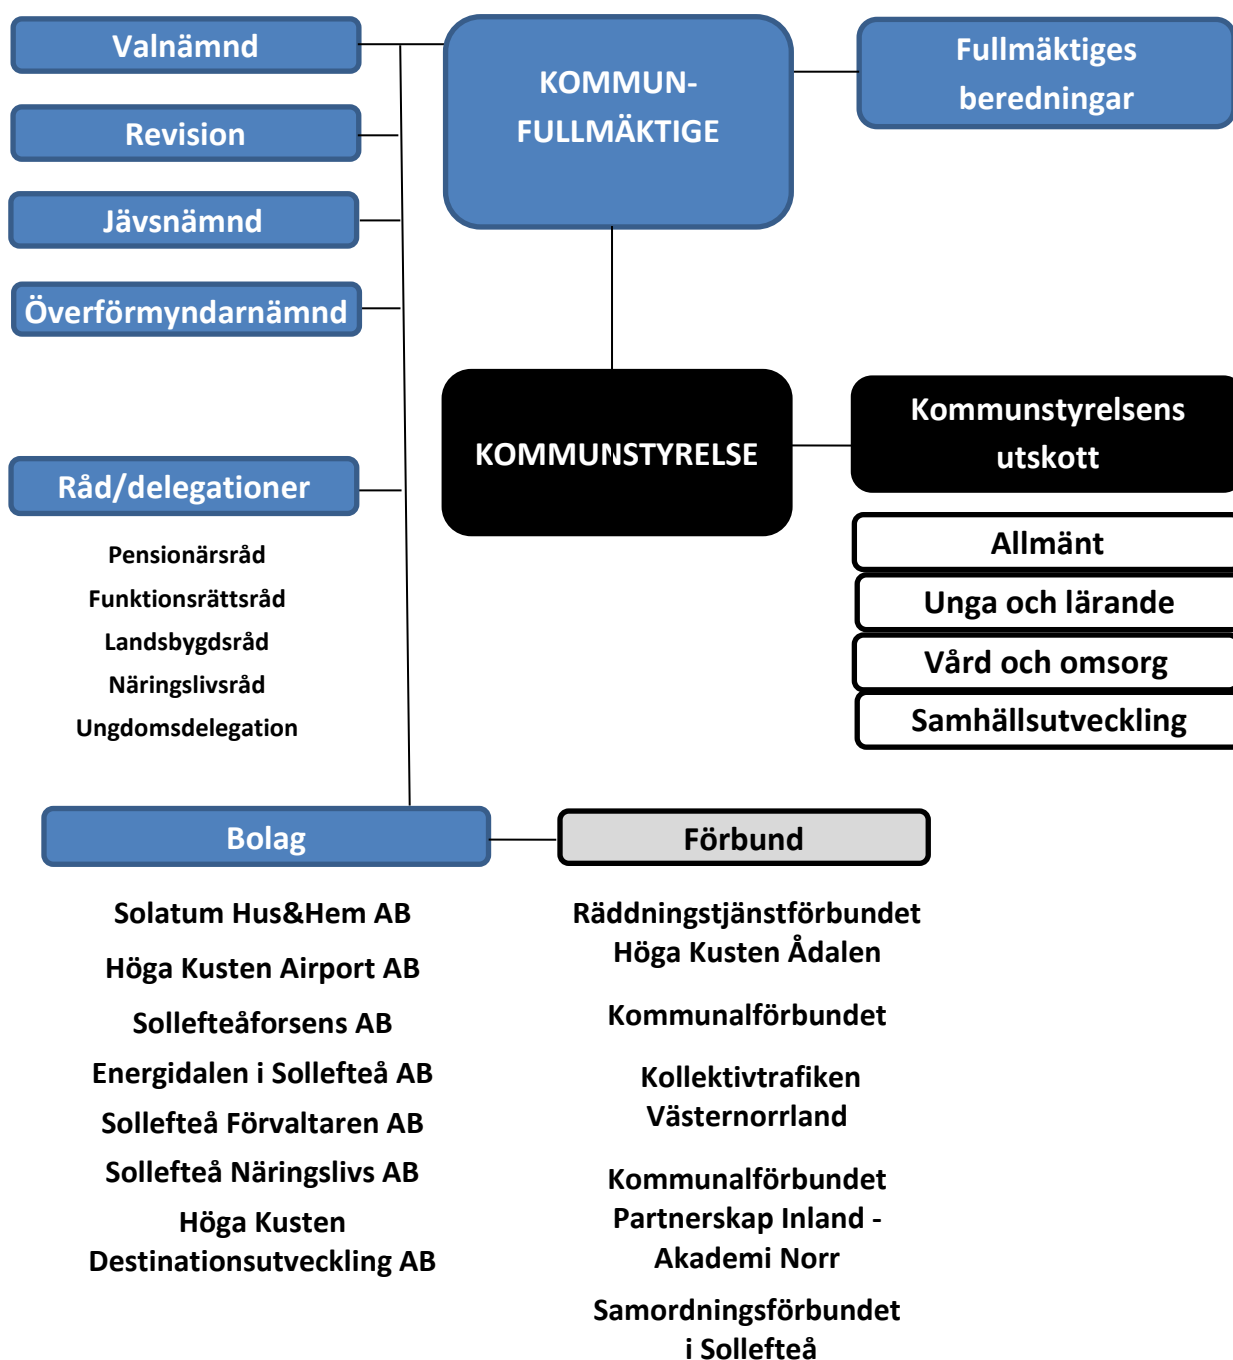 Valnämnd
Revision
Jävsnämnd
Överförmyndarnämnd
KOMMUN-
FULLMÄKTIGE
Fullmäktiges
beredningar
KOMMUNSTYRELSE
Kommunstyrelsens
utskott
Allmänt
Unga och lärande
Vård och omsorg
Samhällsutveckling
Råd/delegationer
Pensionärsråd
Funktionsrättsråd
Landsbygdsråd
Näringslivsråd
Ungdomsdelegation
Bolag
Solatum Hus&Hem AB
Höga Kusten Airport AB
Sollefteåforsens AB
Energidalen i Sollefteå AB
Sollefteå Förvaltaren AB
Sollefteå Näringslivs AB
Höga Kusten
Destinationsutveckling AB
Förbund
Räddningstjänstförbundet
Höga Kusten Ådalen
Kommunalförbundet
Kollektivtrafiken
Västernorrland
Kommunalförbundet
Partnerskap Inland -
Akademi Norr
Samordningsförbundet
i Sollefteå